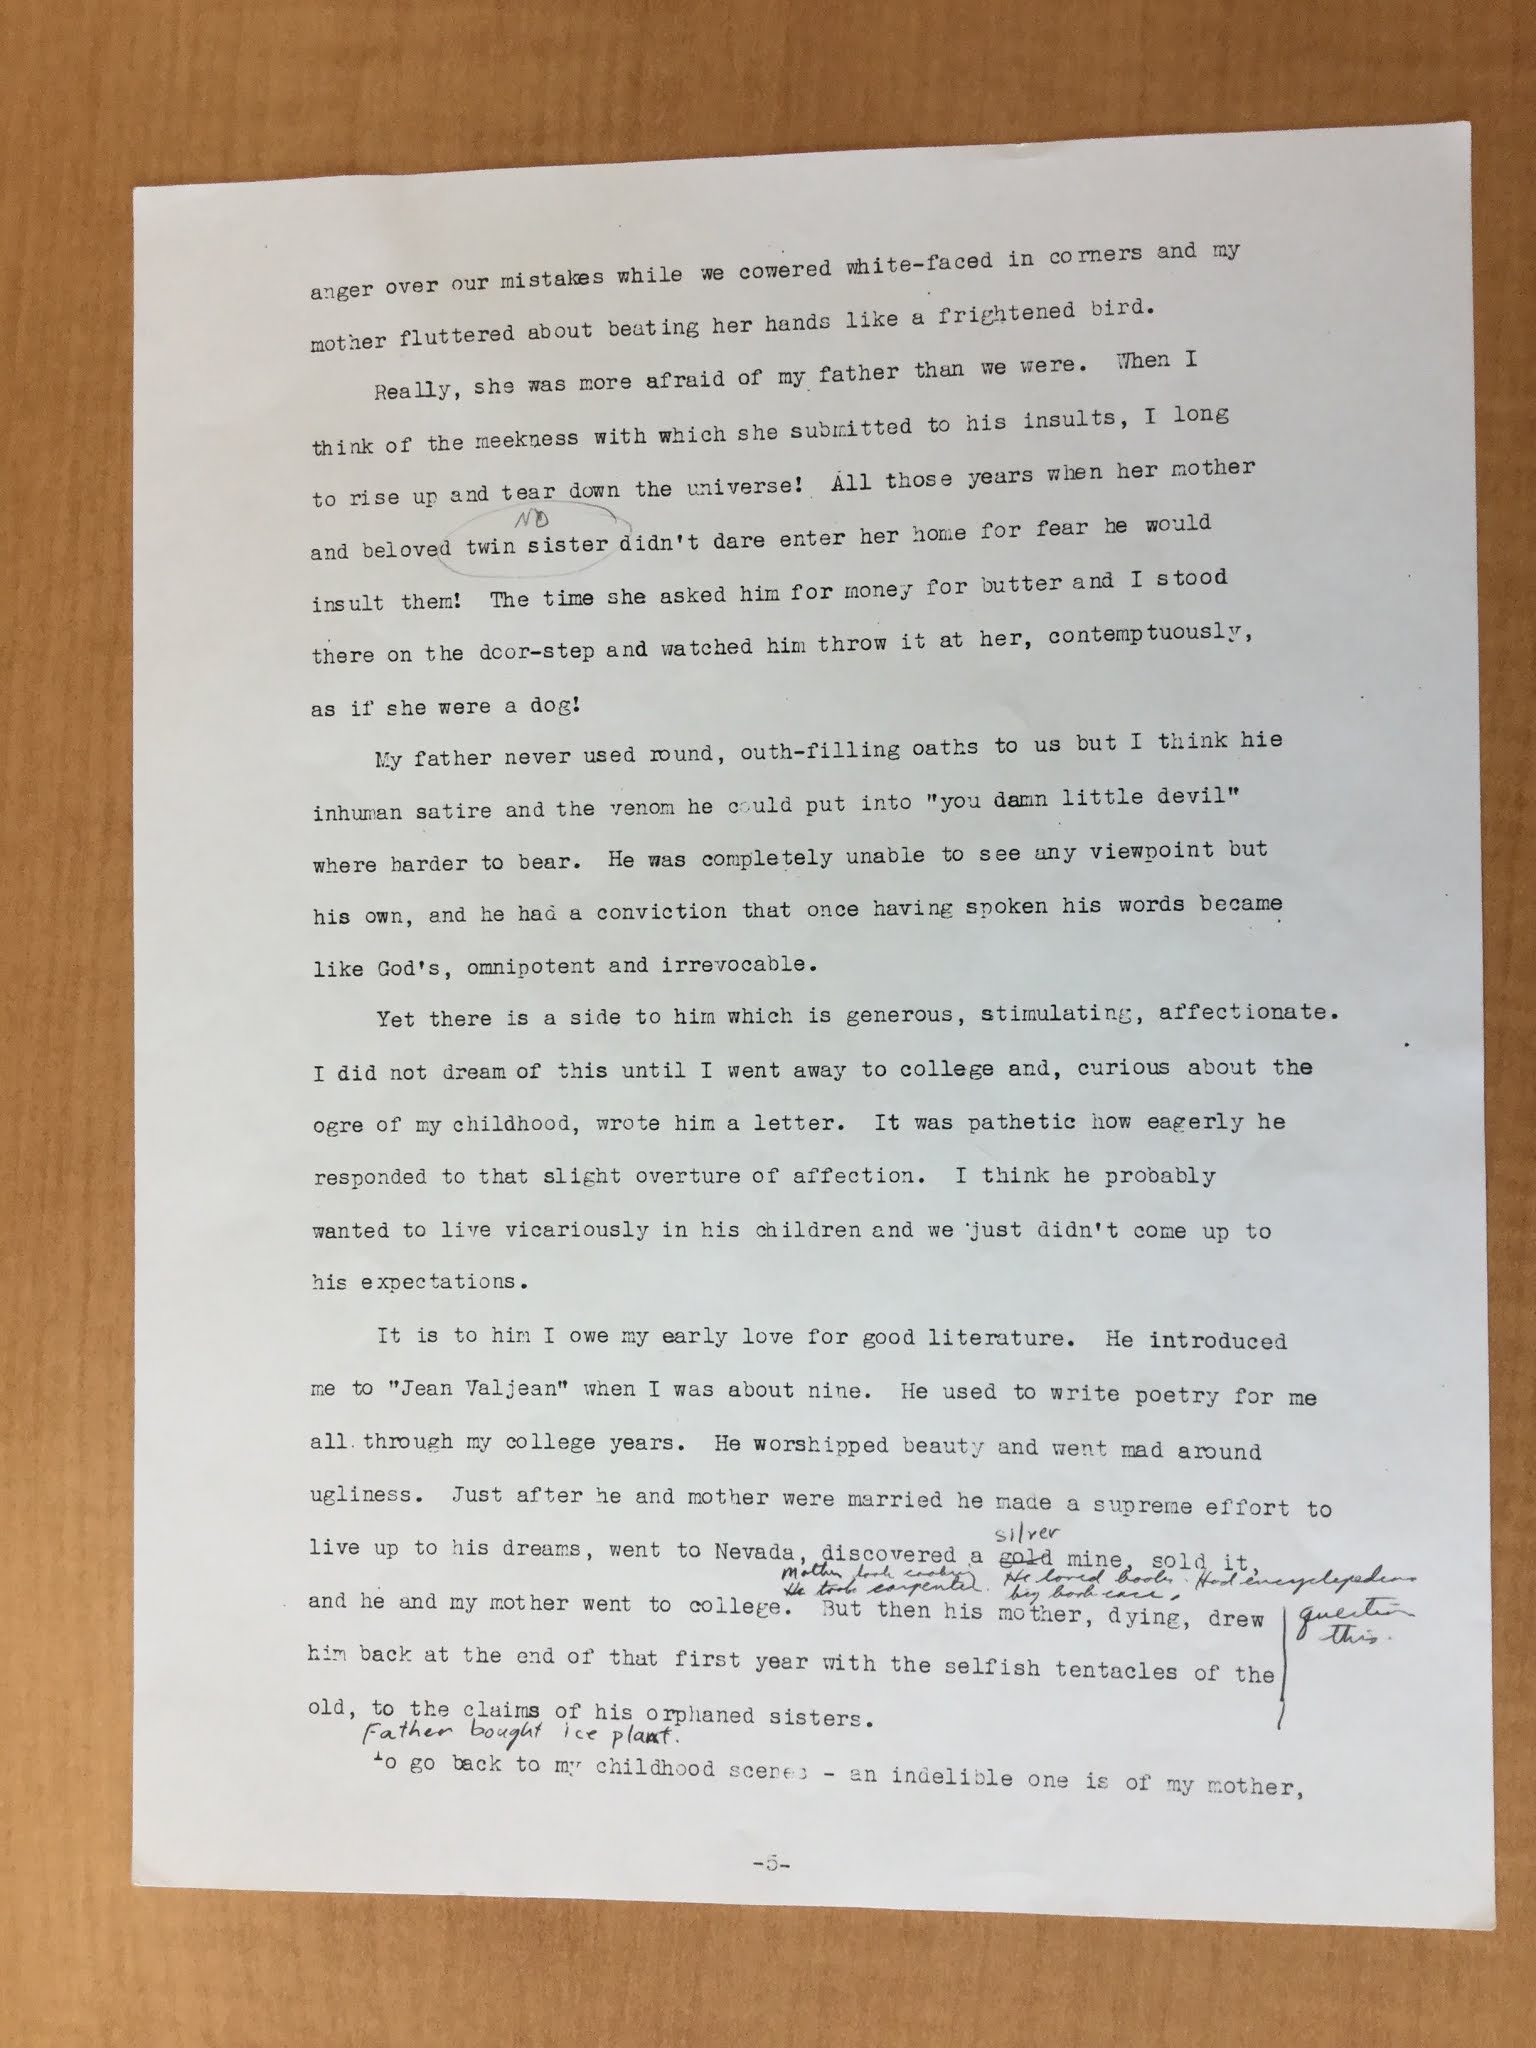 anger over our mistakes while we cowered white-faced in corners and my
mother fluttered about beating her hands like a frightened bird.
Really, she was more afraid of my father than we were. When I
think of the meekness with which she submitted to his insults, I long
to rise up and tear down the universe! All those years when her mother
NO
and beloved twin sister didn't dare enter her home for fear he would
insult them! The time she asked him for money for butter and I stood
there on the door-step and watched him throw it at her, contemptuously,
as if she were a dog!
My father never used round, outh-filling oaths to us but I think hie
inhuman satire and the venom he could put into "you damn little devil"
where harder to bear. He was completely unable to see any viewpoint but
his own, and he had a conviction that once having spoken his words became
like God's, omnipotent and irrevocable.
Yet there is a side to him which is generous, stimulating, affectionate.
I did not dream of this until I went away to college and, curious about the
ogre of my childhood, wrote him a letter. It was pathetic how eagerly he
responded to that slight overture of affection. I think he probably
wanted to live vicariously in his children and we just didn't come up to
his expectations.
It is to him I owe my early love for good literature. He introduced
me to "Jean Valjean" when I was about nine. He used to write poetry for me
all through my college years. He worshipped beauty and went mad around
ugliness. Just after he and mother were married he made a supreme effort to
silver
live up to his dreams, went to Nevada, discovered a gold mine, sold it,
Mother took cooking. He loved books. Had encyclopedias
He took carpenter. big book case.
and he and my mother went to college. But then his mother, dying, drew
question
this.
him back at the end of that first year with the selfish tentacles of the
old, to the claims of his orphaned sisters.
Father bought ice plant.
To go back to my childhood scenes - an indelible one is of my mother,
-5-